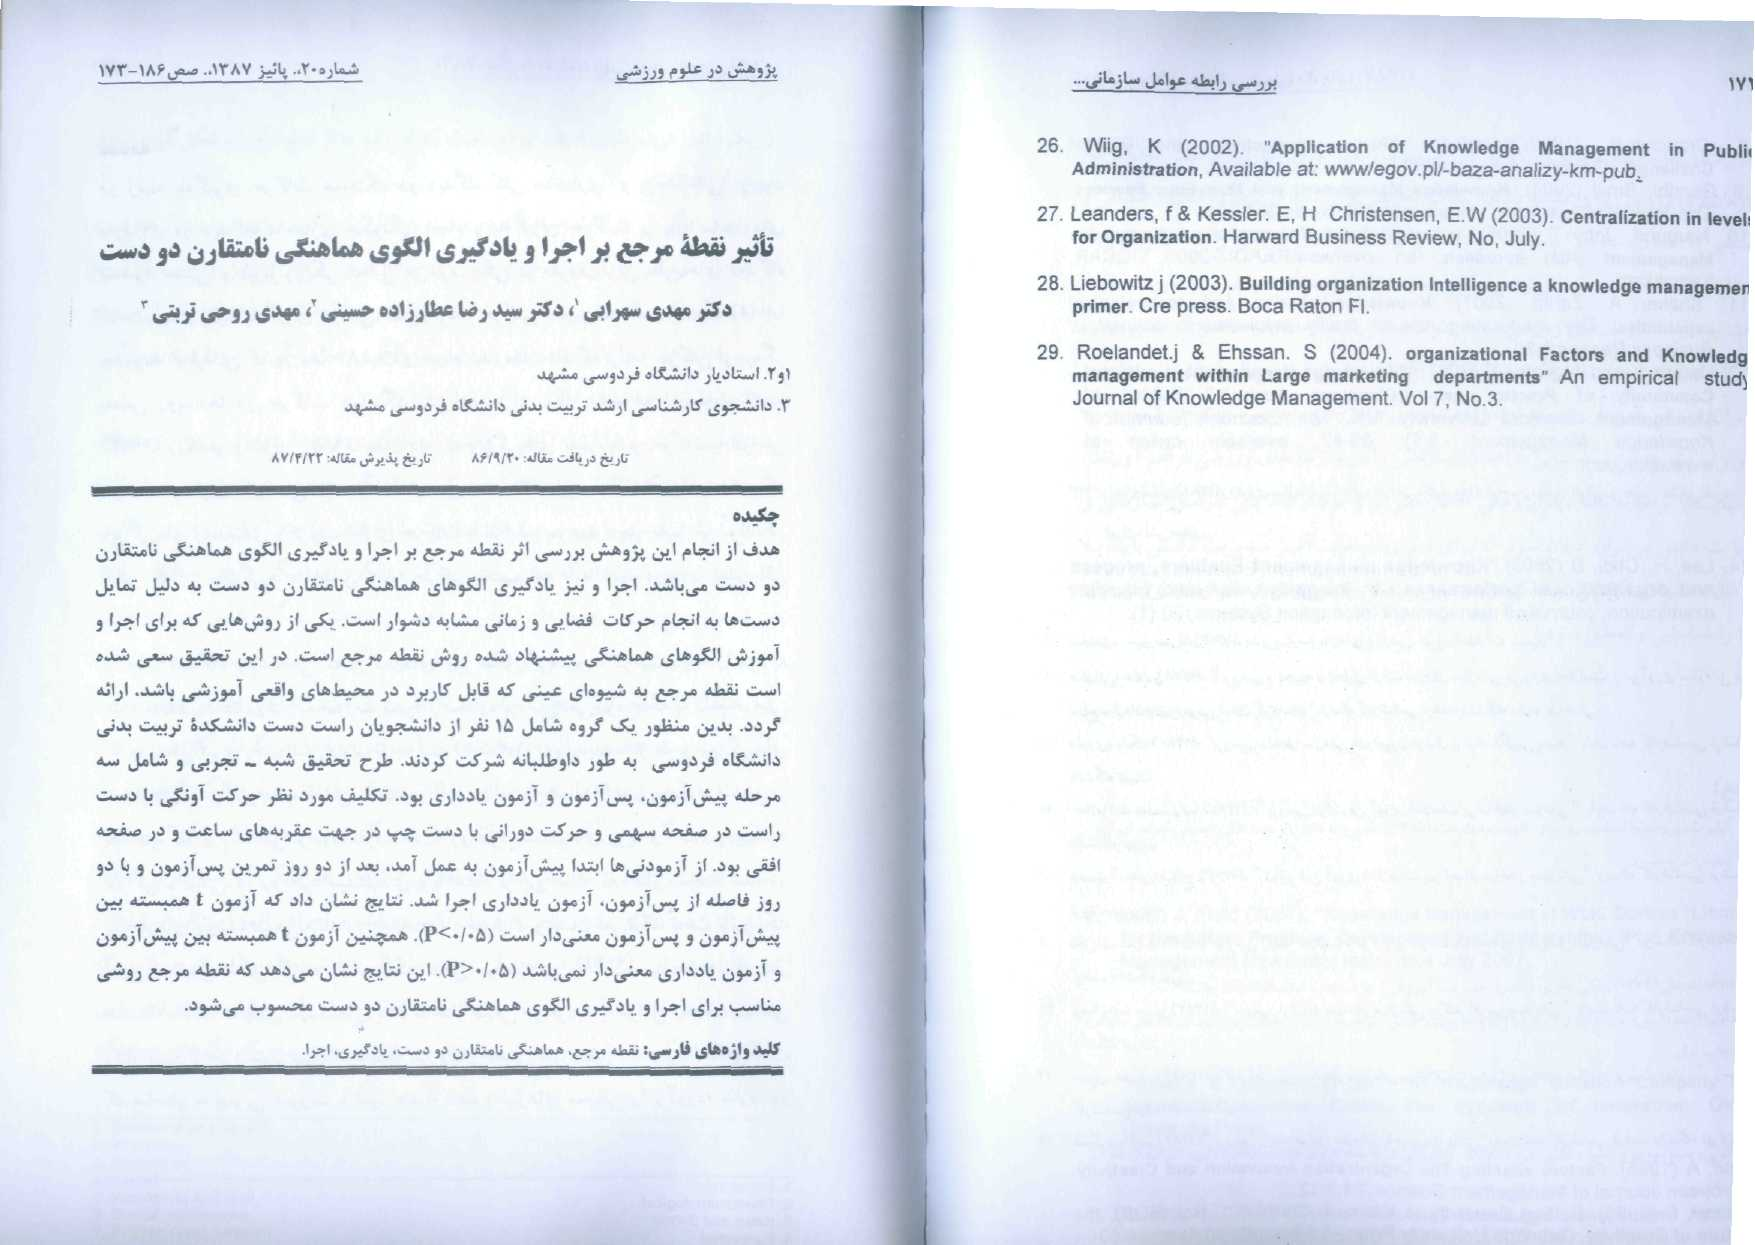 بررسی رابطه عوامل سازمانی...
26. Wiig, K (2002). "Application of Knowledge Management in
Administration, Available at: www/egov.pl/-baza-analizy-km-pub.
27. Leanders, f & Kessler. E, H Christensen, E.W (2003). Centralization in
for Organization. Harward Business Review, No, July.
28. Liebowitz j (2003). Building organization Intelligence a knowledge
primer. Cre press. Boca Raton Fl.
29. Roelandet.j & Ehssan. S (2004). organizational Factors and
management within Large marketing departments" An empirical
Journal of Knowledge Management. Vol 7, No.3.
پژوهش در علوم ورزشی
شماره۲۰.، پائیز ۱۳۸۷.، صص۱۸۶-۱۷۳
تأثیر نقطهٔ مرجع بر اجرا و یادگیری الگوی هماهنگی نامتقارن دو دست
دکتر مهدی سهرابی ۱، دکتر سید رضا عطارزاده حسینی ۲، مهدی روحی تربتی ۳
۱و۲. استادیار دانشگاه فردوسی مشهد
۳. دانشجوی کارشناسی ارشد تربیت بدنی دانشگاه فردوسی مشهد
تاریخ دریافت مقاله: ۸۶/۹/۲۰ تاریخ پذیرش مقاله: ۸۷/۴/۲۲
چکیده
هدف از انجام این پژوهش بررسی اثر نقطه مرجع بر اجرا و یادگیری الگوی هماهنگی نامتقارن
دو دست می‌باشد. اجرا و نیز یادگیری الگوهای هماهنگی نامتقارن دو دست به دلیل تمایل
دست‌ها به انجام حرکات فضایی و زمانی مشابه دشوار است. یکی از روش‌هایی که برای اجرا و
آموزش الگوهای هماهنگی پیشنهاد شده روش نقطه مرجع است. در این تحقیق سعی شده
است نقطه مرجع به شیوه‌ای عینی که قابل کاربرد در محیط‌های واقعی آموزشی باشد، ارائه
گردد. بدین منظور یک گروه شامل ۱۵ نفر از دانشجویان راست دست دانشکدهٔ تربیت بدنی
دانشگاه فردوسی به طور داوطلبانه شرکت کردند. طرح تحقیق شبه ـ تجربی و شامل سه
مرحله پیش‌آزمون، پس‌آزمون و آزمون یادداری بود. تکلیف مورد نظر حرکت آونگی با دست
راست در صفحه سهمی و حرکت دورانی با دست چپ در جهت عقربه‌های ساعت و در صفحه
افقی بود. از آزمودنی‌ها ابتدا پیش‌آزمون به عمل آمد، بعد از دو روز تمرین پس‌آزمون و با دو
روز فاصله از پس‌آزمون، آزمون یادداری اجرا شد. نتایج نشان داد که آزمون t همبسته بین
پیش‌آزمون و پس‌آزمون معنی‌دار است (P<۰/۰۵). همچنین آزمون t همبسته بین پیش‌آزمون
و آزمون یادداری معنی‌دار نمی‌باشد (P>۰/۰۵). این نتایج نشان می‌دهد که نقطه مرجع روشی
مناسب برای اجرا و یادگیری الگوی هماهنگی نامتقارن دو دست محسوب می‌شود.
کلید واژه‌های فارسی: نقطه مرجع، هماهنگی نامتقارن دو دست، یادگیری، اجرا.